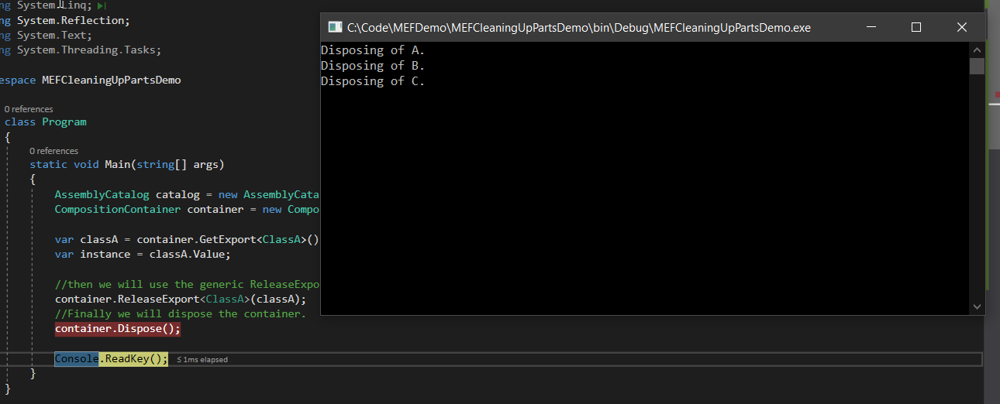 ng System.Linq;
ng System.Reflection;
ng System.Text;
ng System.Threading.Tasks;
espace MEFCleaningUpPartsDemo
0 references
class Program
{
0 references
static void Main(string[] args)
{
AssemblyCatalog catalog = new AssemblyCata
CompositionContainer container = new Compo
var classA = container.GetExport<ClassA>()
var instance = classA.Value;
//then we will use the generic ReleaseExpo
container.ReleaseExport<ClassA>(classA);
//Finally we will dispose the container.
container.Dispose();
Console.ReadKey(); ≤ 1ms elapsed
}
}
C:\Code\MEFDemo\MEFCleaningUpPartsDemo\bin\Debug\MEFCleaningUpPartsDemo.exe
Disposing of A.
Disposing of B.
Disposing of C.